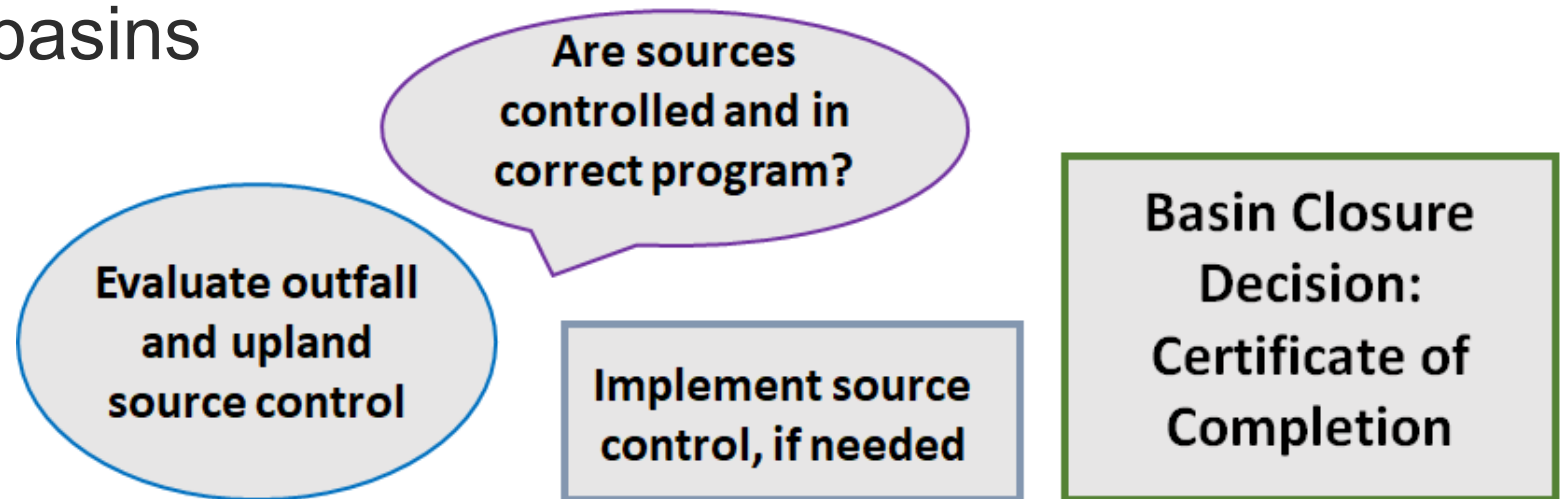 basins
Are sources
controlled and in
correct program?
Evaluate outfall
and upland
source control
Implement source
control, if needed
Basin Closure
Decision:
Certificate of
Completion